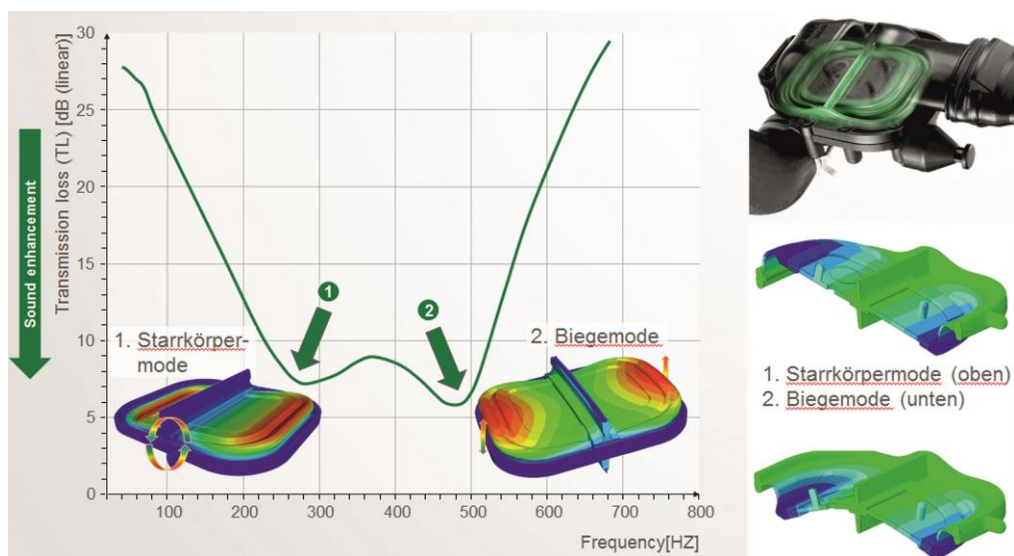 Sound enhancement
Transmission loss (TL) [dB (linear)]
30
25
20
15
10
5
0
1
2
1. Starrkörper-
mode
2. Biegemode
100
200
300
400
500
600
700
800
Frequency[HZ]
1. Starrkörpermode (oben)
2. Biegemode (unten)